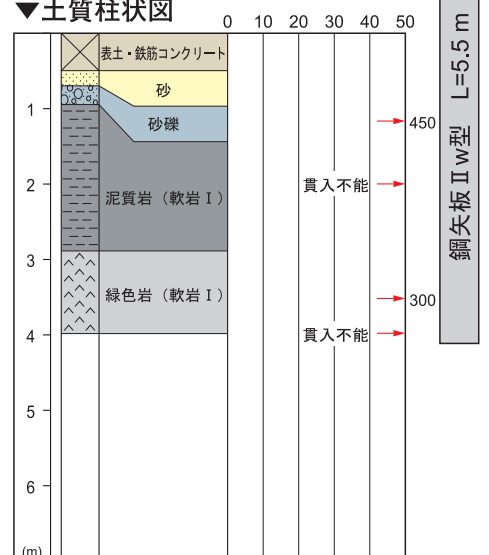 ▼土質柱状図
0 10 20 30 40 50
表土・鉄筋コンクリート
砂
1
450
砂礫
2
貫入不能
泥質岩（軟岩Ⅰ）
3
緑色岩（軟岩Ⅰ）
300
4
貫入不能
5
6
(m)
鋼矢板Ⅱw型 L=5.5 m